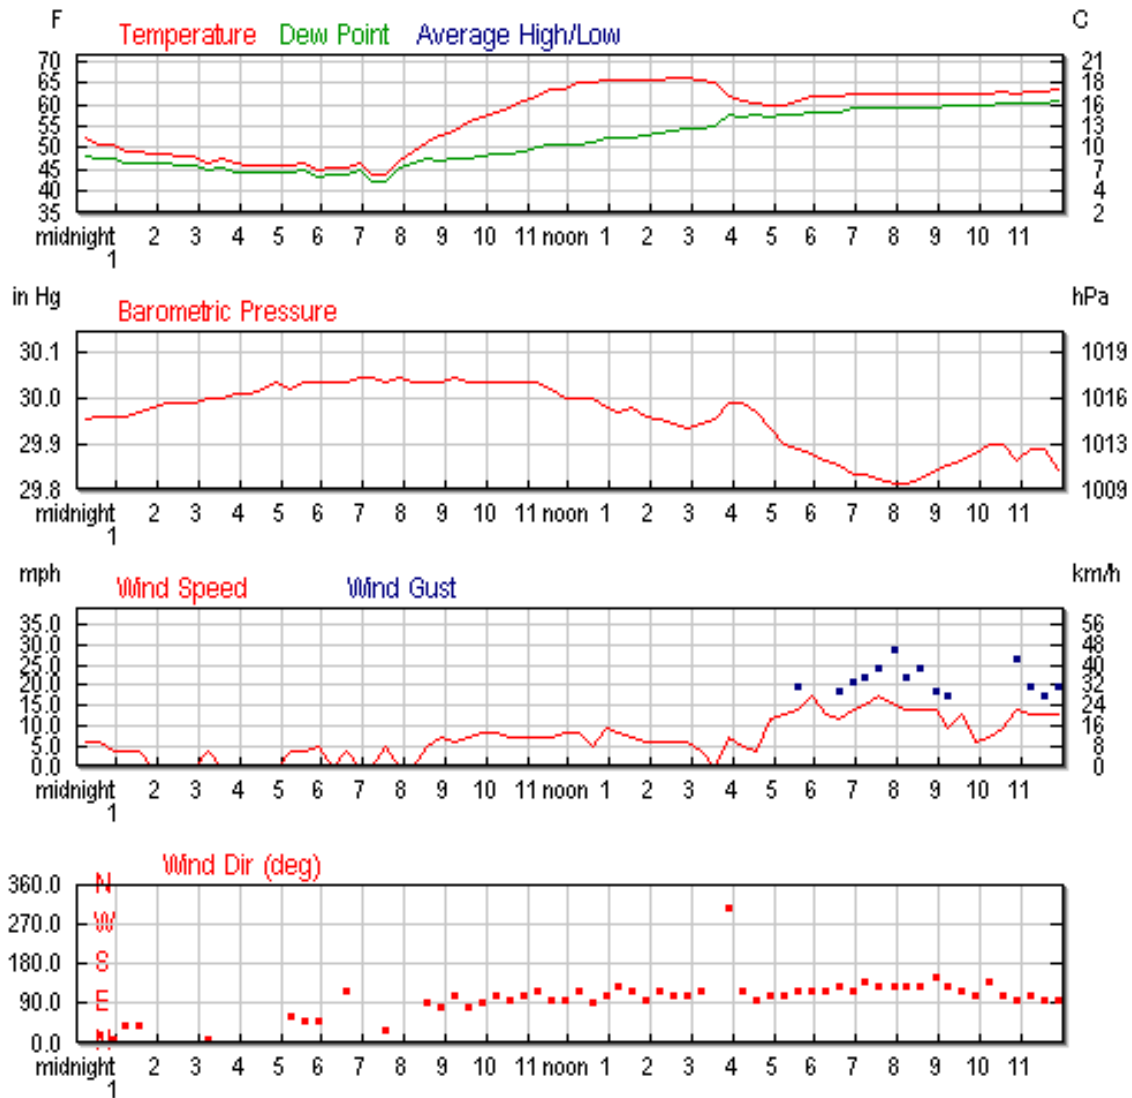 F C
Temperature Dew Point Average High/Low
70 21
65 18
60 16
55 13
50 10
45 7
40 4
35 2
midnight 1 2 3 4 5 6 7 8 9 10 11 noon 1 2 3 4 5 6 7 8 9 10 11
in Hg hPa
Barometric Pressure
30.1 1019
30.0 1016
29.9 1013
29.8 1009
midnight 1 2 3 4 5 6 7 8 9 10 11 noon 1 2 3 4 5 6 7 8 9 10 11
mph km/h
Wind Speed Wind Gust
35.0 56
30.0 48
25.0 40
20.0 32
15.0 24
10.0 16
5.0 8
0.0 0
midnight 1 2 3 4 5 6 7 8 9 10 11 noon 1 2 3 4 5 6 7 8 9 10 11
Wind Dir (deg)
360.0 N
270.0 W
180.0 S
90.0 E
0.0 N
midnight 1 2 3 4 5 6 7 8 9 10 11 noon 1 2 3 4 5 6 7 8 9 10 11